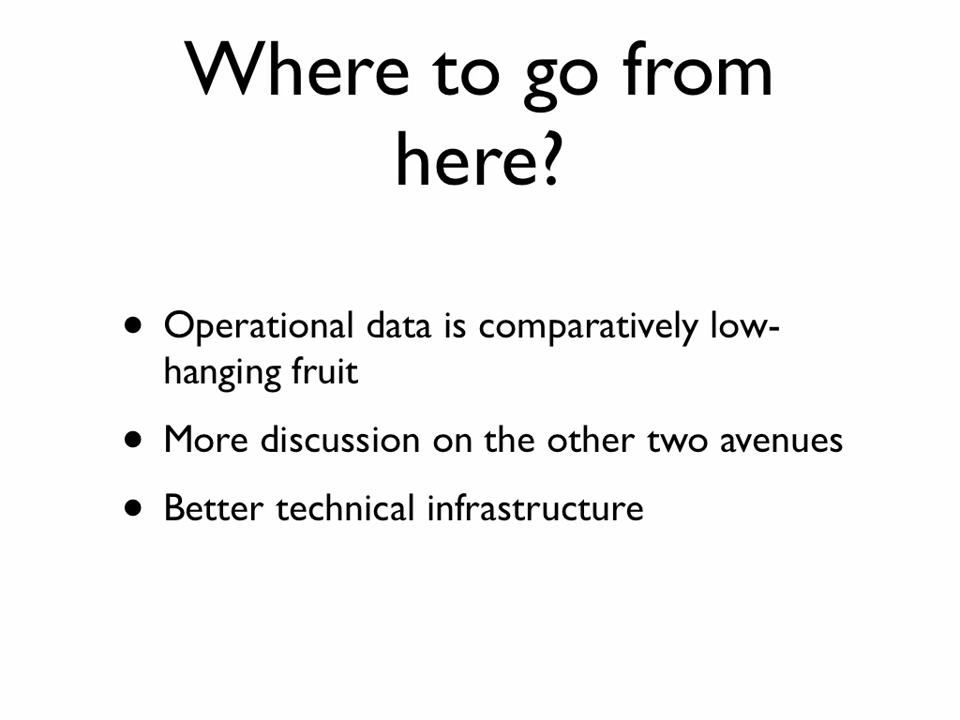 Where to go from
here?
• Operational data is comparatively low-
hanging fruit
• More discussion on the other two avenues
• Better technical infrastructure